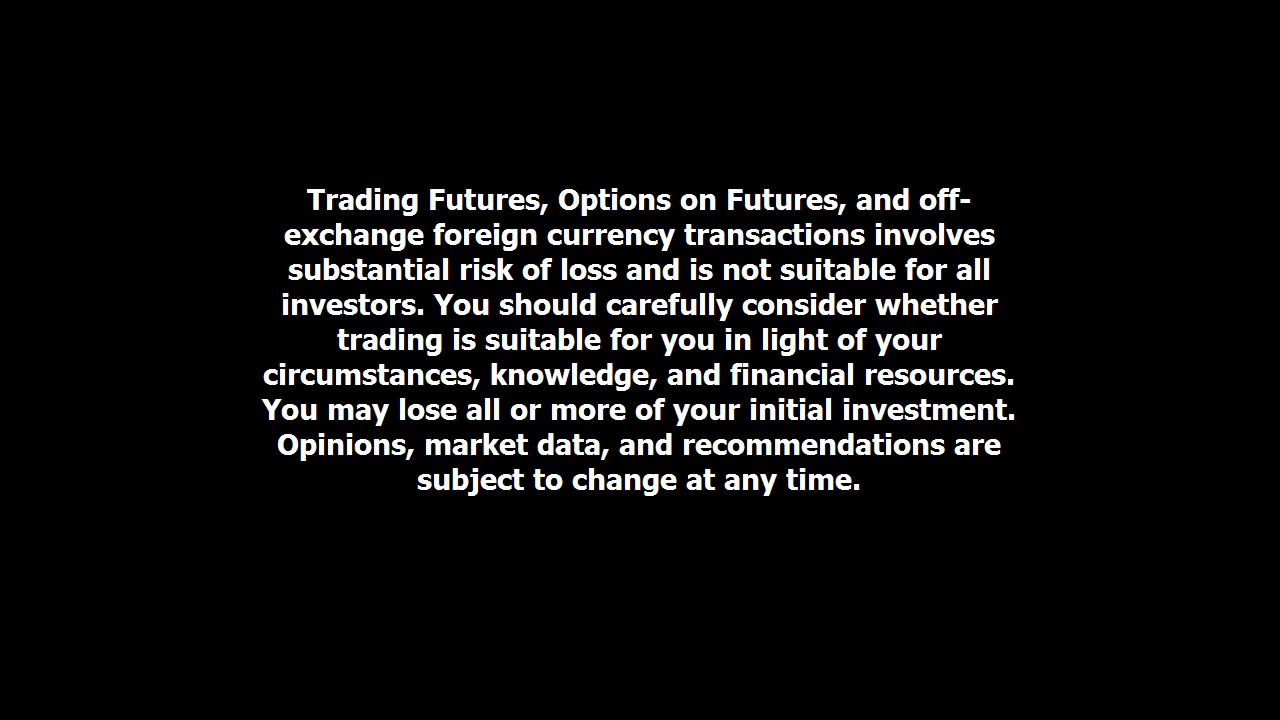 Trading Futures, Options on Futures, and off-
exchange foreign currency transactions involves
substantial risk of loss and is not suitable for all
investors. You should carefully consider whether
trading is suitable for you in light of your
circumstances, knowledge, and financial resources.
You may lose all or more of your initial investment.
Opinions, market data, and recommendations are
subject to change at any time.